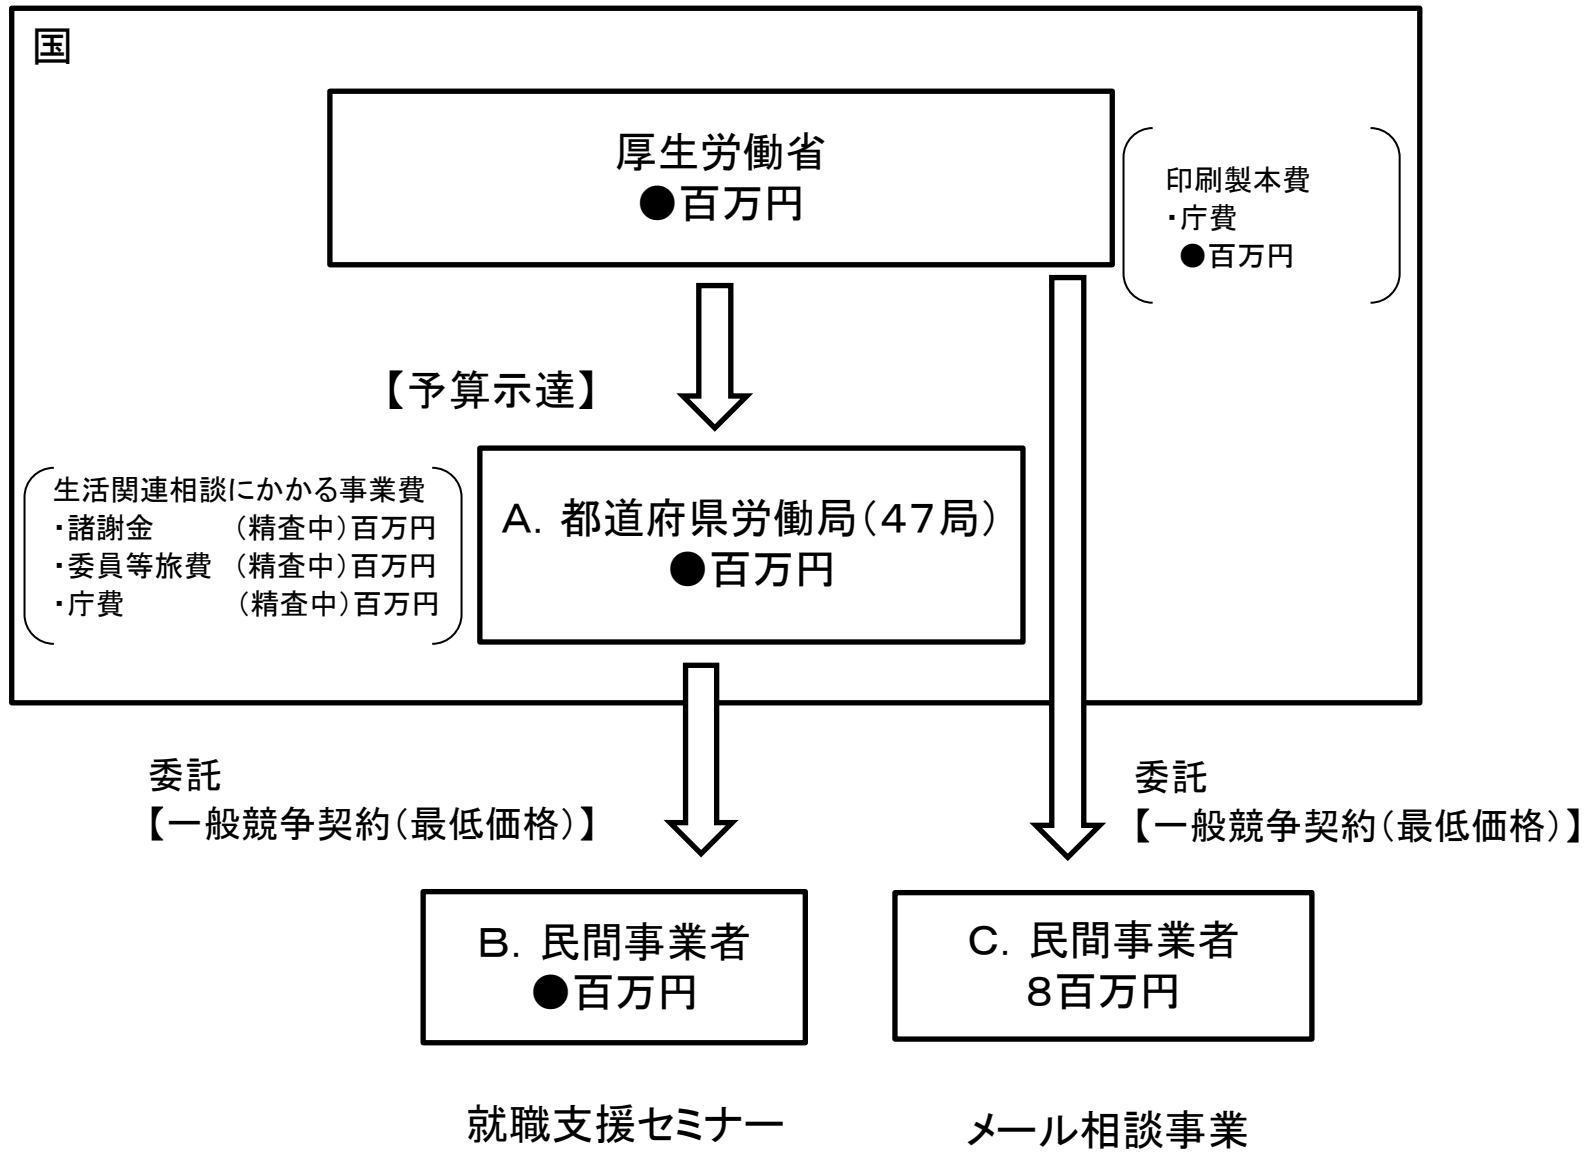 国
厚生労働省
●百万円
印刷製本費
・庁費
●百万円
【予算示達】
生活関連相談にかかる事業費
・諸謝金 （精査中）百万円
・委員等旅費 （精査中）百万円
・庁費 （精査中）百万円
A．都道府県労働局（４７局）
●百万円
委託
【一般競争契約（最低価格）】
委託
【一般競争契約（最低価格）】
B．民間事業者
●百万円
C．民間事業者
８百万円
就職支援セミナー
メール相談事業